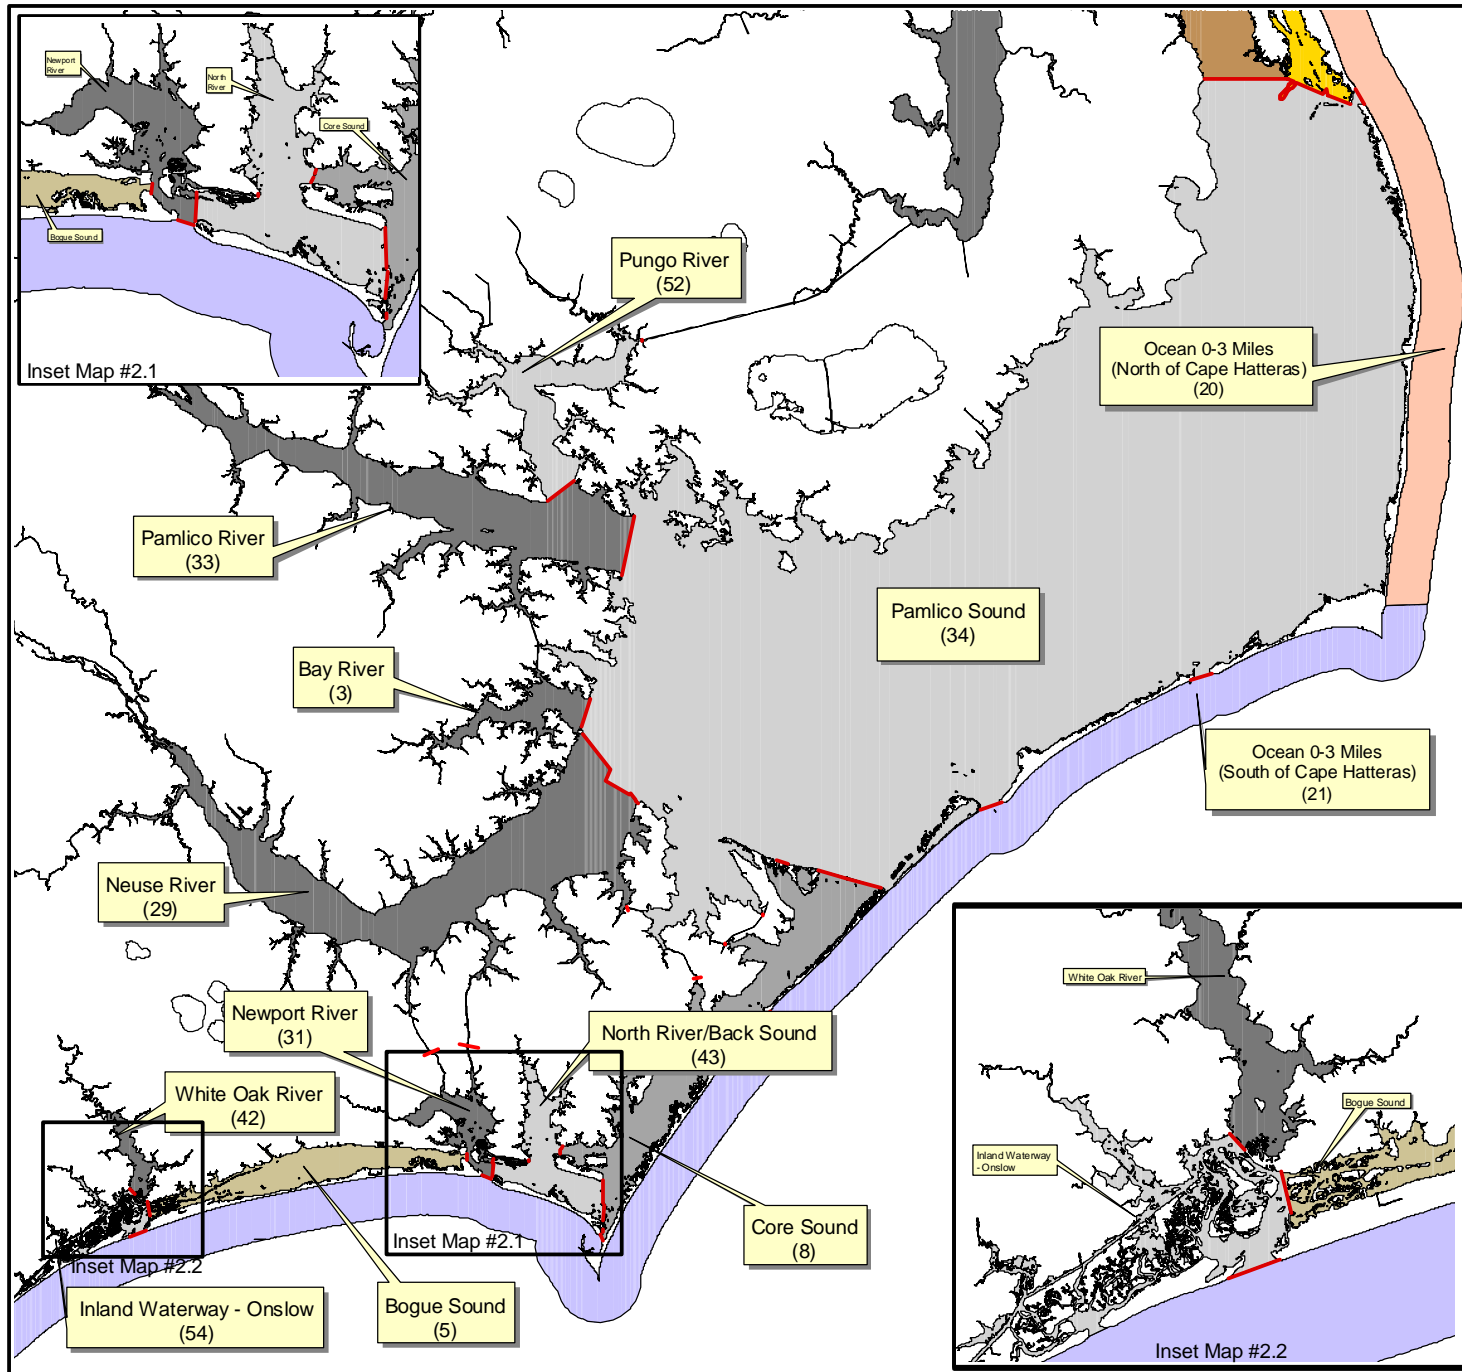 Newport
River
North
River
Core Sound
Bogue Sound
Inset Map #2.1
Pungo River
(52)
Ocean 0-3 Miles
(North of Cape Hatteras)
(20)
Pamlico River
(33)
Pamlico Sound
(34)
Bay River
(3)
Ocean 0-3 Miles
(South of Cape Hatteras)
(21)
Neuse River
(29)
Newport River
(31)
North River/Back Sound
(43)
White Oak River
(42)
Inset Map #2.1
Inset Map #2.2
Core Sound
(8)
Inland Waterway - Onslow
(54)
Bogue Sound
(5)
White Oak River
Bogue Sound
Inland Waterway
- Onslow
Inset Map #2.2